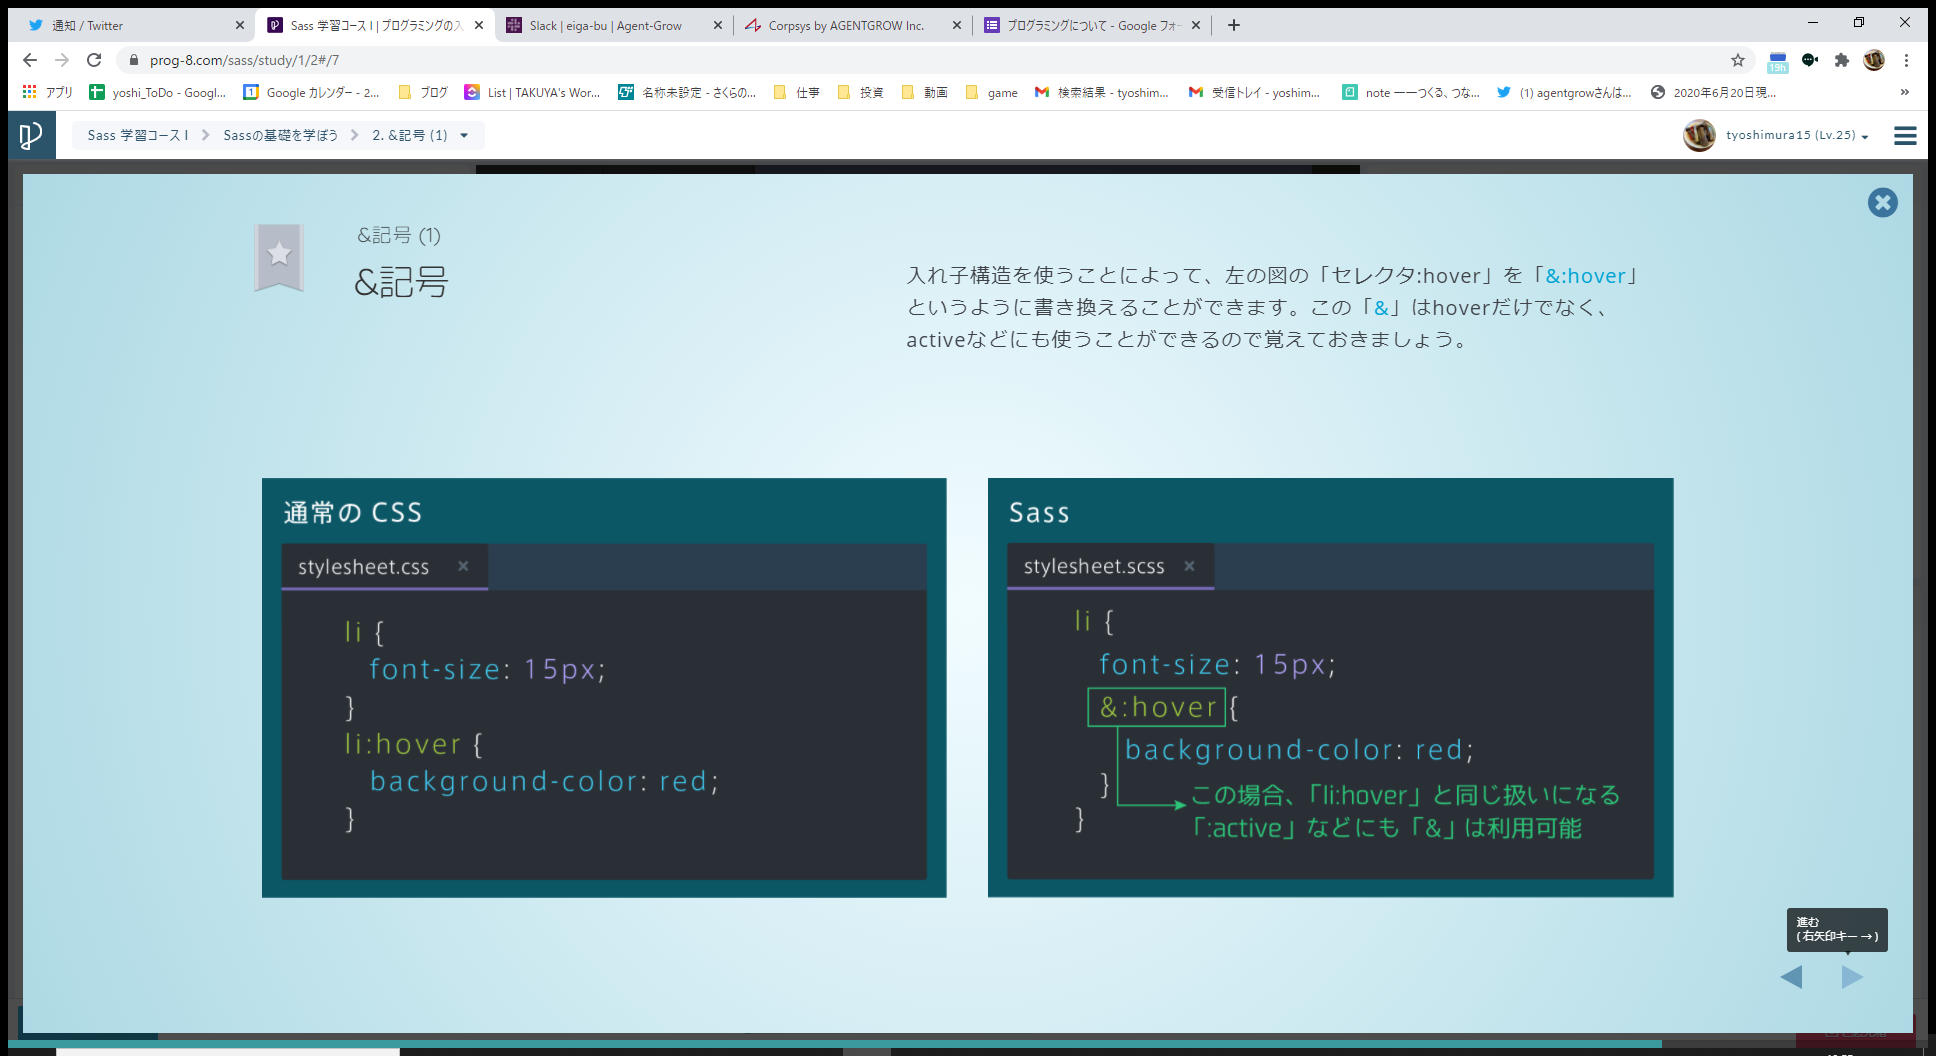 通知 / Twitter
Sass 学習コース I | プログラミングの入
Slack | eiga-bu | Agent-Grow
Corpsys by AGENTGROW Inc.
プログラミングについて - Google フォー
prog-8.com/sass/study/1/2#/7
19h
アプリ
yoshi_ToDo - Googl...
Google カレンダー - 2...
ブログ
List | TAKUYA's Wor...
名称未設定 - さくらの...
仕事
投資
動画
game
検索結果 - tyoshim...
受信トレイ - yoshim...
note ーーつくる、つな...
(1) agentgrowさんは...
2020年6月20日現...
»
Sass 学習コース I
Sassの基礎を学ぼう
2. &記号 (1)
tyoshimura15 (Lv.25)
&記号 (1)
&記号
入れ子構造を使うことによって、左の図の「セレクタ:hover」を「&:hover」
というように書き換えることができます。この「&」はhoverだけでなく、
activeなどにも使うことができるので覚えておきましょう。
通常の CSS
stylesheet.css ×
li {
font-size: 15px;
}
li:hover {
background-color: red;
}
Sass
stylesheet.scss ×
li {
font-size: 15px;
&:hover {
background-color: red;
}
この場合、「li:hover」と同じ扱いになる
「:active」などにも「&」は利用可能
}
進む
(右矢印キー→)